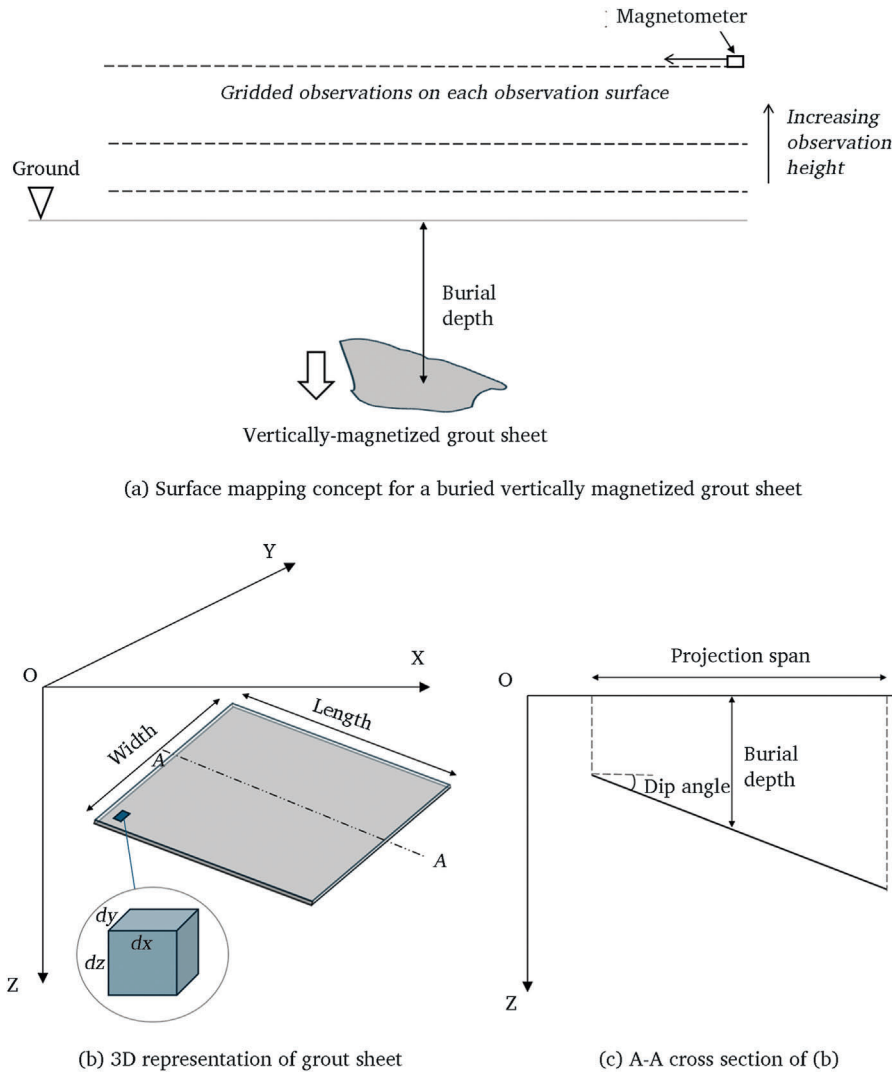 Magnetometer
Gridded observations on each observation surface
Increasing
observation
height
Ground
Burial
depth
Vertically-magnetized grout sheet
(a) Surface mapping concept for a buried vertically magnetized grout sheet
Y
O
X
Length
Width
A
A
dy
dx
dz
Z
(b) 3D representation of grout sheet
Projection span
O
Burial
depth
Dip angle
Z
(c) A-A cross section of (b)